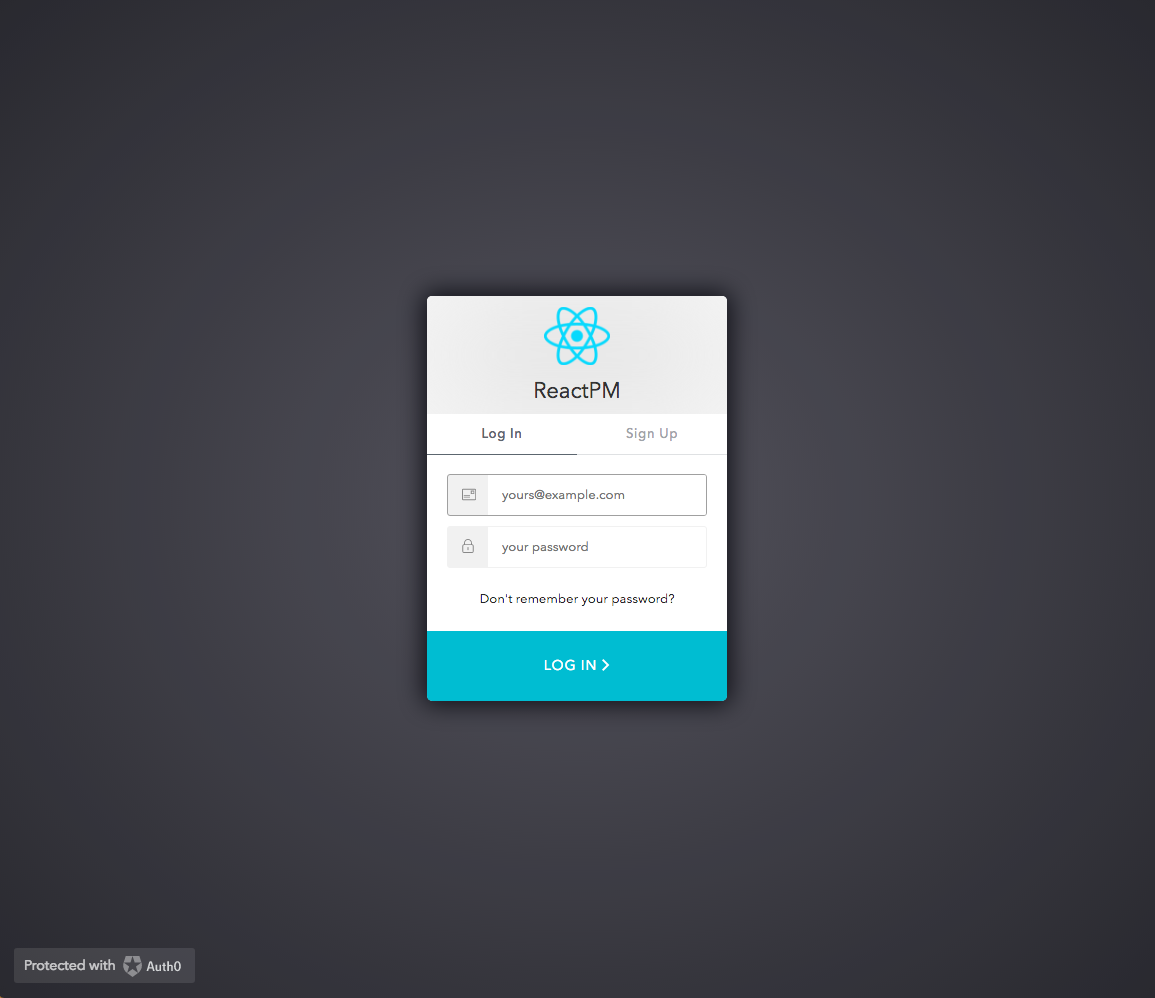 ReactPM
Log In
Sign Up
yours@example.com
your password
Don't remember your password?
LOG IN
Protected with Auth0